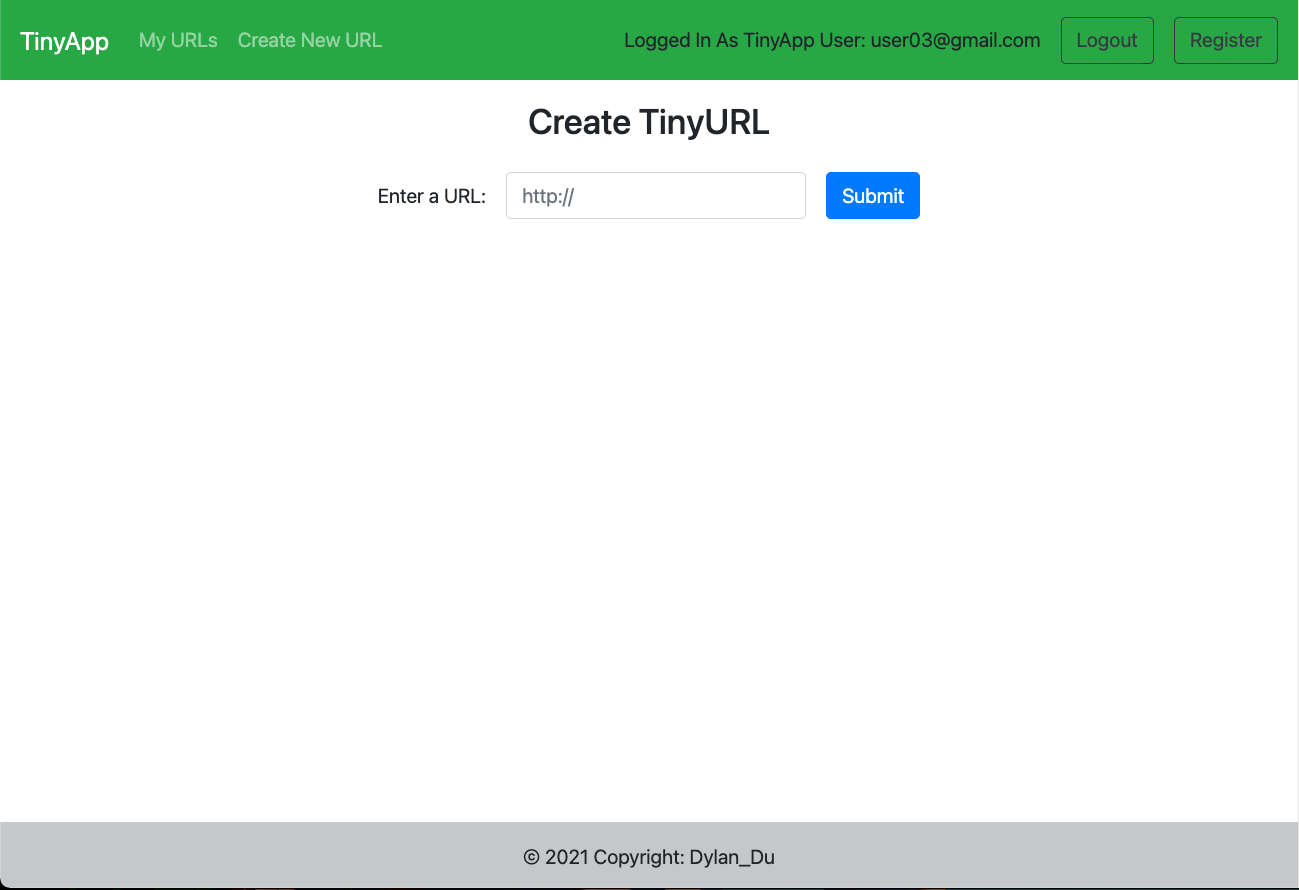 TinyApp My URLs Create New URL Logged In As TinyApp User: user03@gmail.com Logout Register
Create TinyURL
Enter a URL: http:// Submit
© 2021 Copyright: Dylan_Du